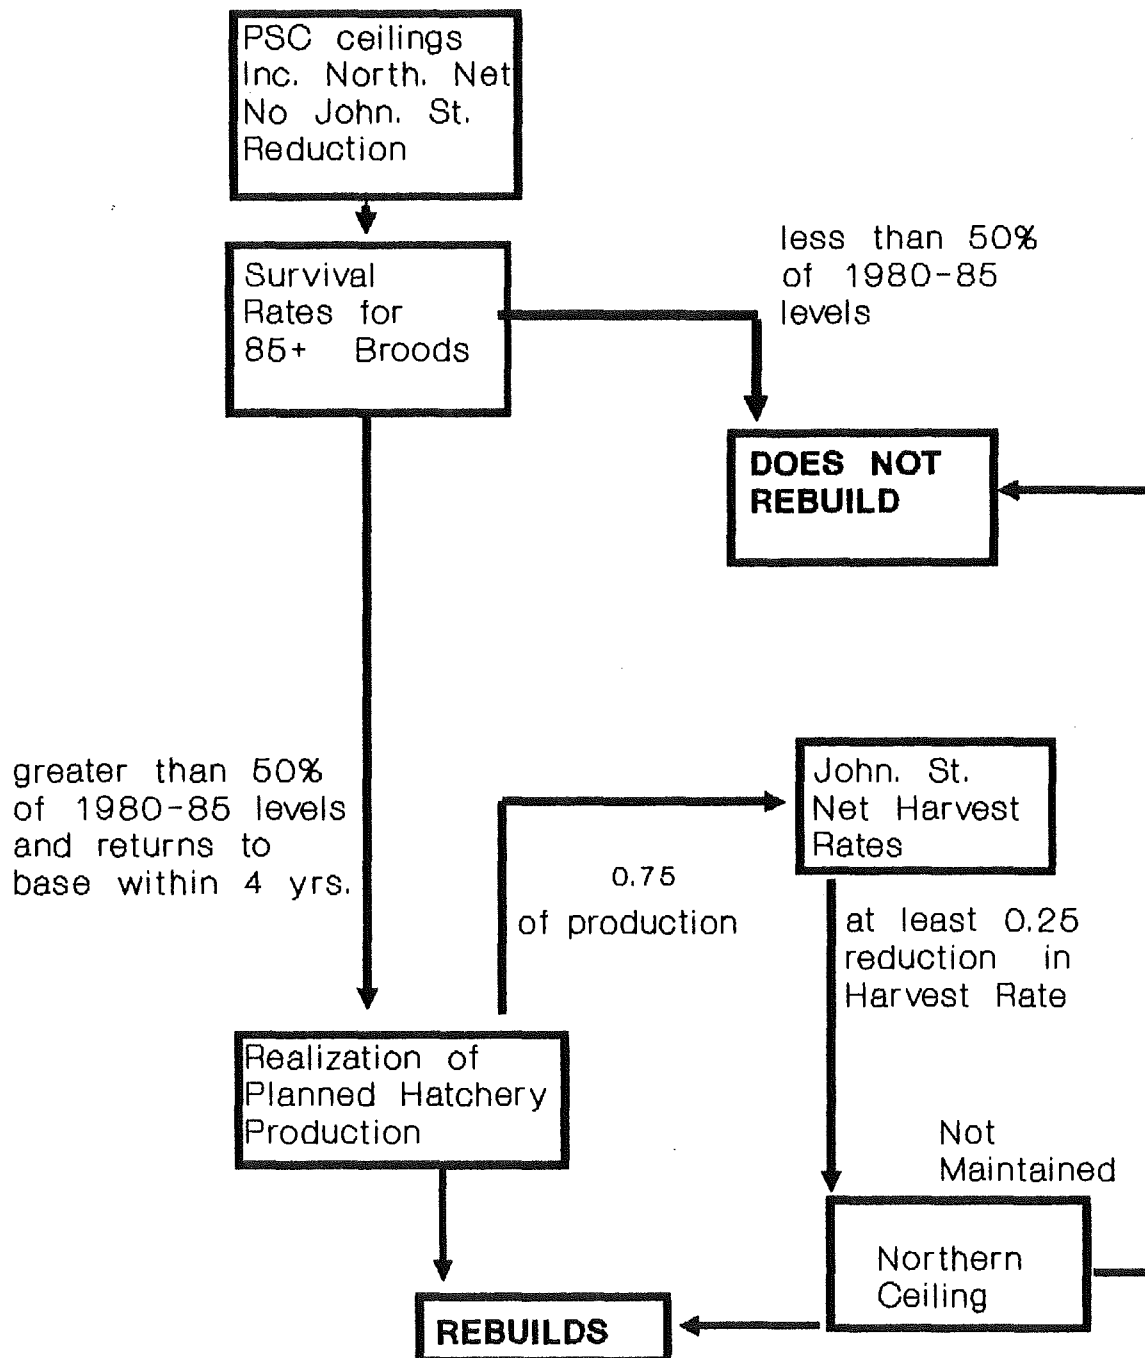 PSC ceilings
Inc. North. Net
No John. St.
Reduction
less than 50%
of 1980-85
levels
Survival
Rates for
85+ Broods
DOES NOT
REBUILD
greater than 50%
of 1980-85 levels
and returns to
base within 4 yrs.
John. St.
Net Harvest
Rates
0.75
of production
at least 0.25
reduction in
Harvest Rate
Realization of
Planned Hatchery
Production
Not
Maintained
Northern
Ceiling
REBUILDS